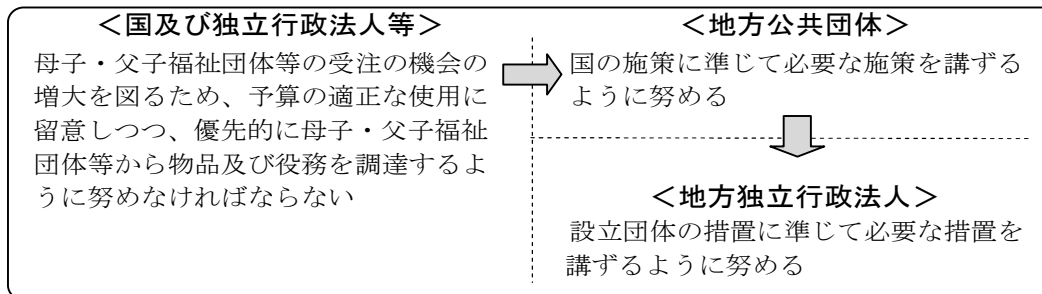 ＜国及び独立行政法人等＞
母子・父子福祉団体等の受注の機会の
増大を図るため、予算の適正な使用に
留意しつつ、優先的に母子・父子福祉
団体等から物品及び役務を調達するよ
うに努めなければならない
＜地方公共団体＞
国の施策に準じて必要な施策を講ずる
ように努める
＜地方独立行政法人＞
設立団体の措置に準じて必要な措置を
講ずるように努める